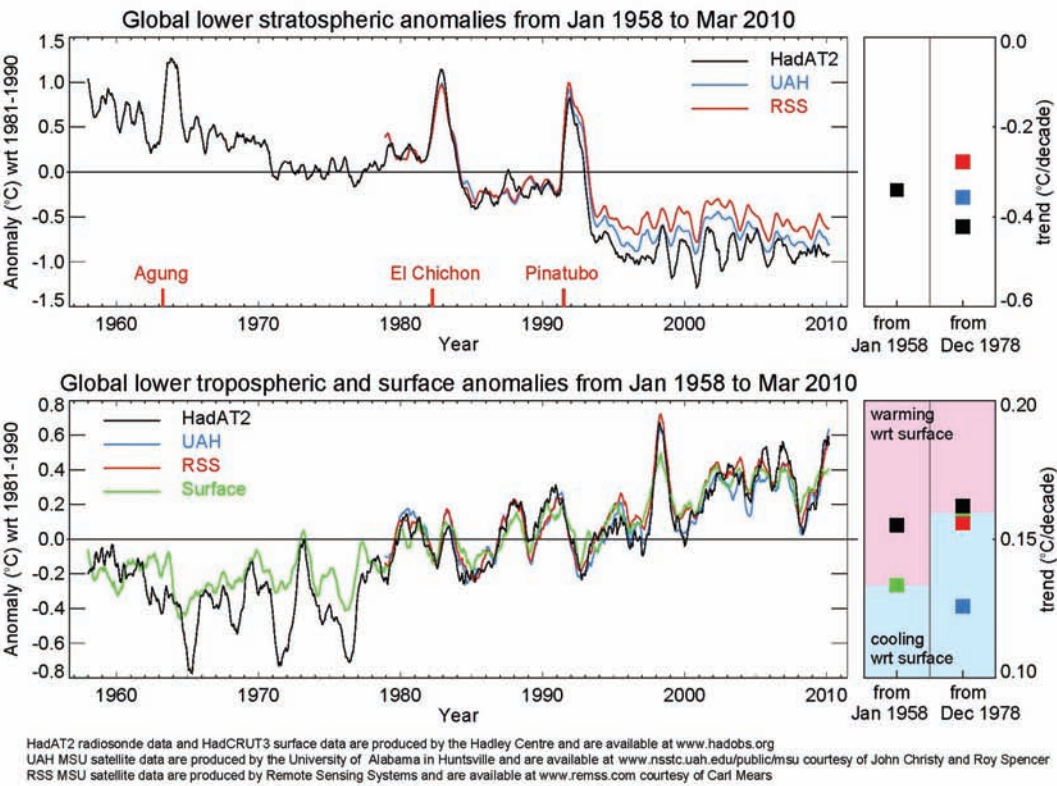 Global lower stratospheric anomalies from Jan 1958 to Mar 2010
Anomaly (°C) wrt 1981-1990
1.5
1.0
0.5
0.0
-0.5
-1.0
-1.5
HadAT2
UAH
RSS
Agung
El Chichon
Pinatubo
1960 1970 1980 1990 2000 2010
Year
0.0
-0.2
-0.4
-0.6
trend (°C/decade)
from
Jan 1958
from
Dec 1978
Global lower tropospheric and surface anomalies from Jan 1958 to Mar 2010
Anomaly (°C) wrt 1981-1990
0.8
0.6
0.4
0.2
0.0
-0.2
-0.4
-0.6
-0.8
HadAT2
UAH
RSS
Surface
1960 1970 1980 1990 2000 2010
Year
warming
wrt surface
cooling
wrt surface
0.20
0.15
0.10
trend (°C/decade)
from
Jan 1958
from
Dec 1978
HadAT2 radiosonde data and HadCRUT3 surface data are produced by the Hadley Centre and are available at www.hadobs.org
UAH MSU satellite data are produced by the University of Alabama in Huntsville and are available at www.nsstc.uah.edu/public/msu courtesy of John Christy and Roy Spencer
RSS MSU satellite data are produced by Remote Sensing Systems and are available at www.remss.com courtesy of Carl Mears